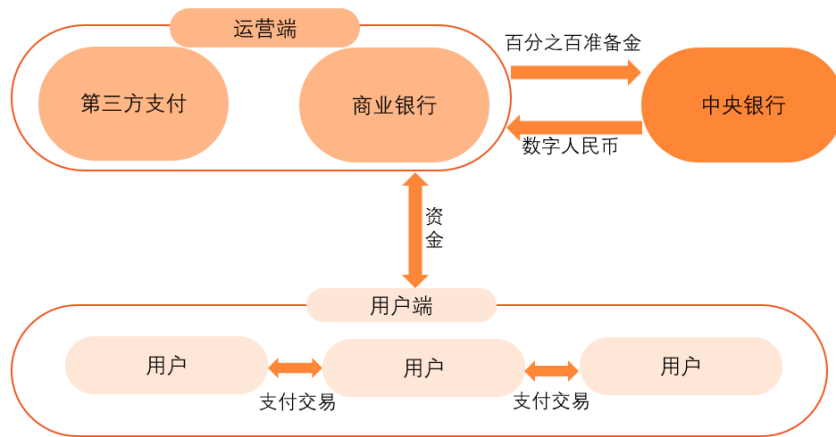 运营端
百分之百准备金
第三方支付
商业银行
中央银行
数字人民币
资
金
用户端
用户
用户
用户
支付交易
支付交易